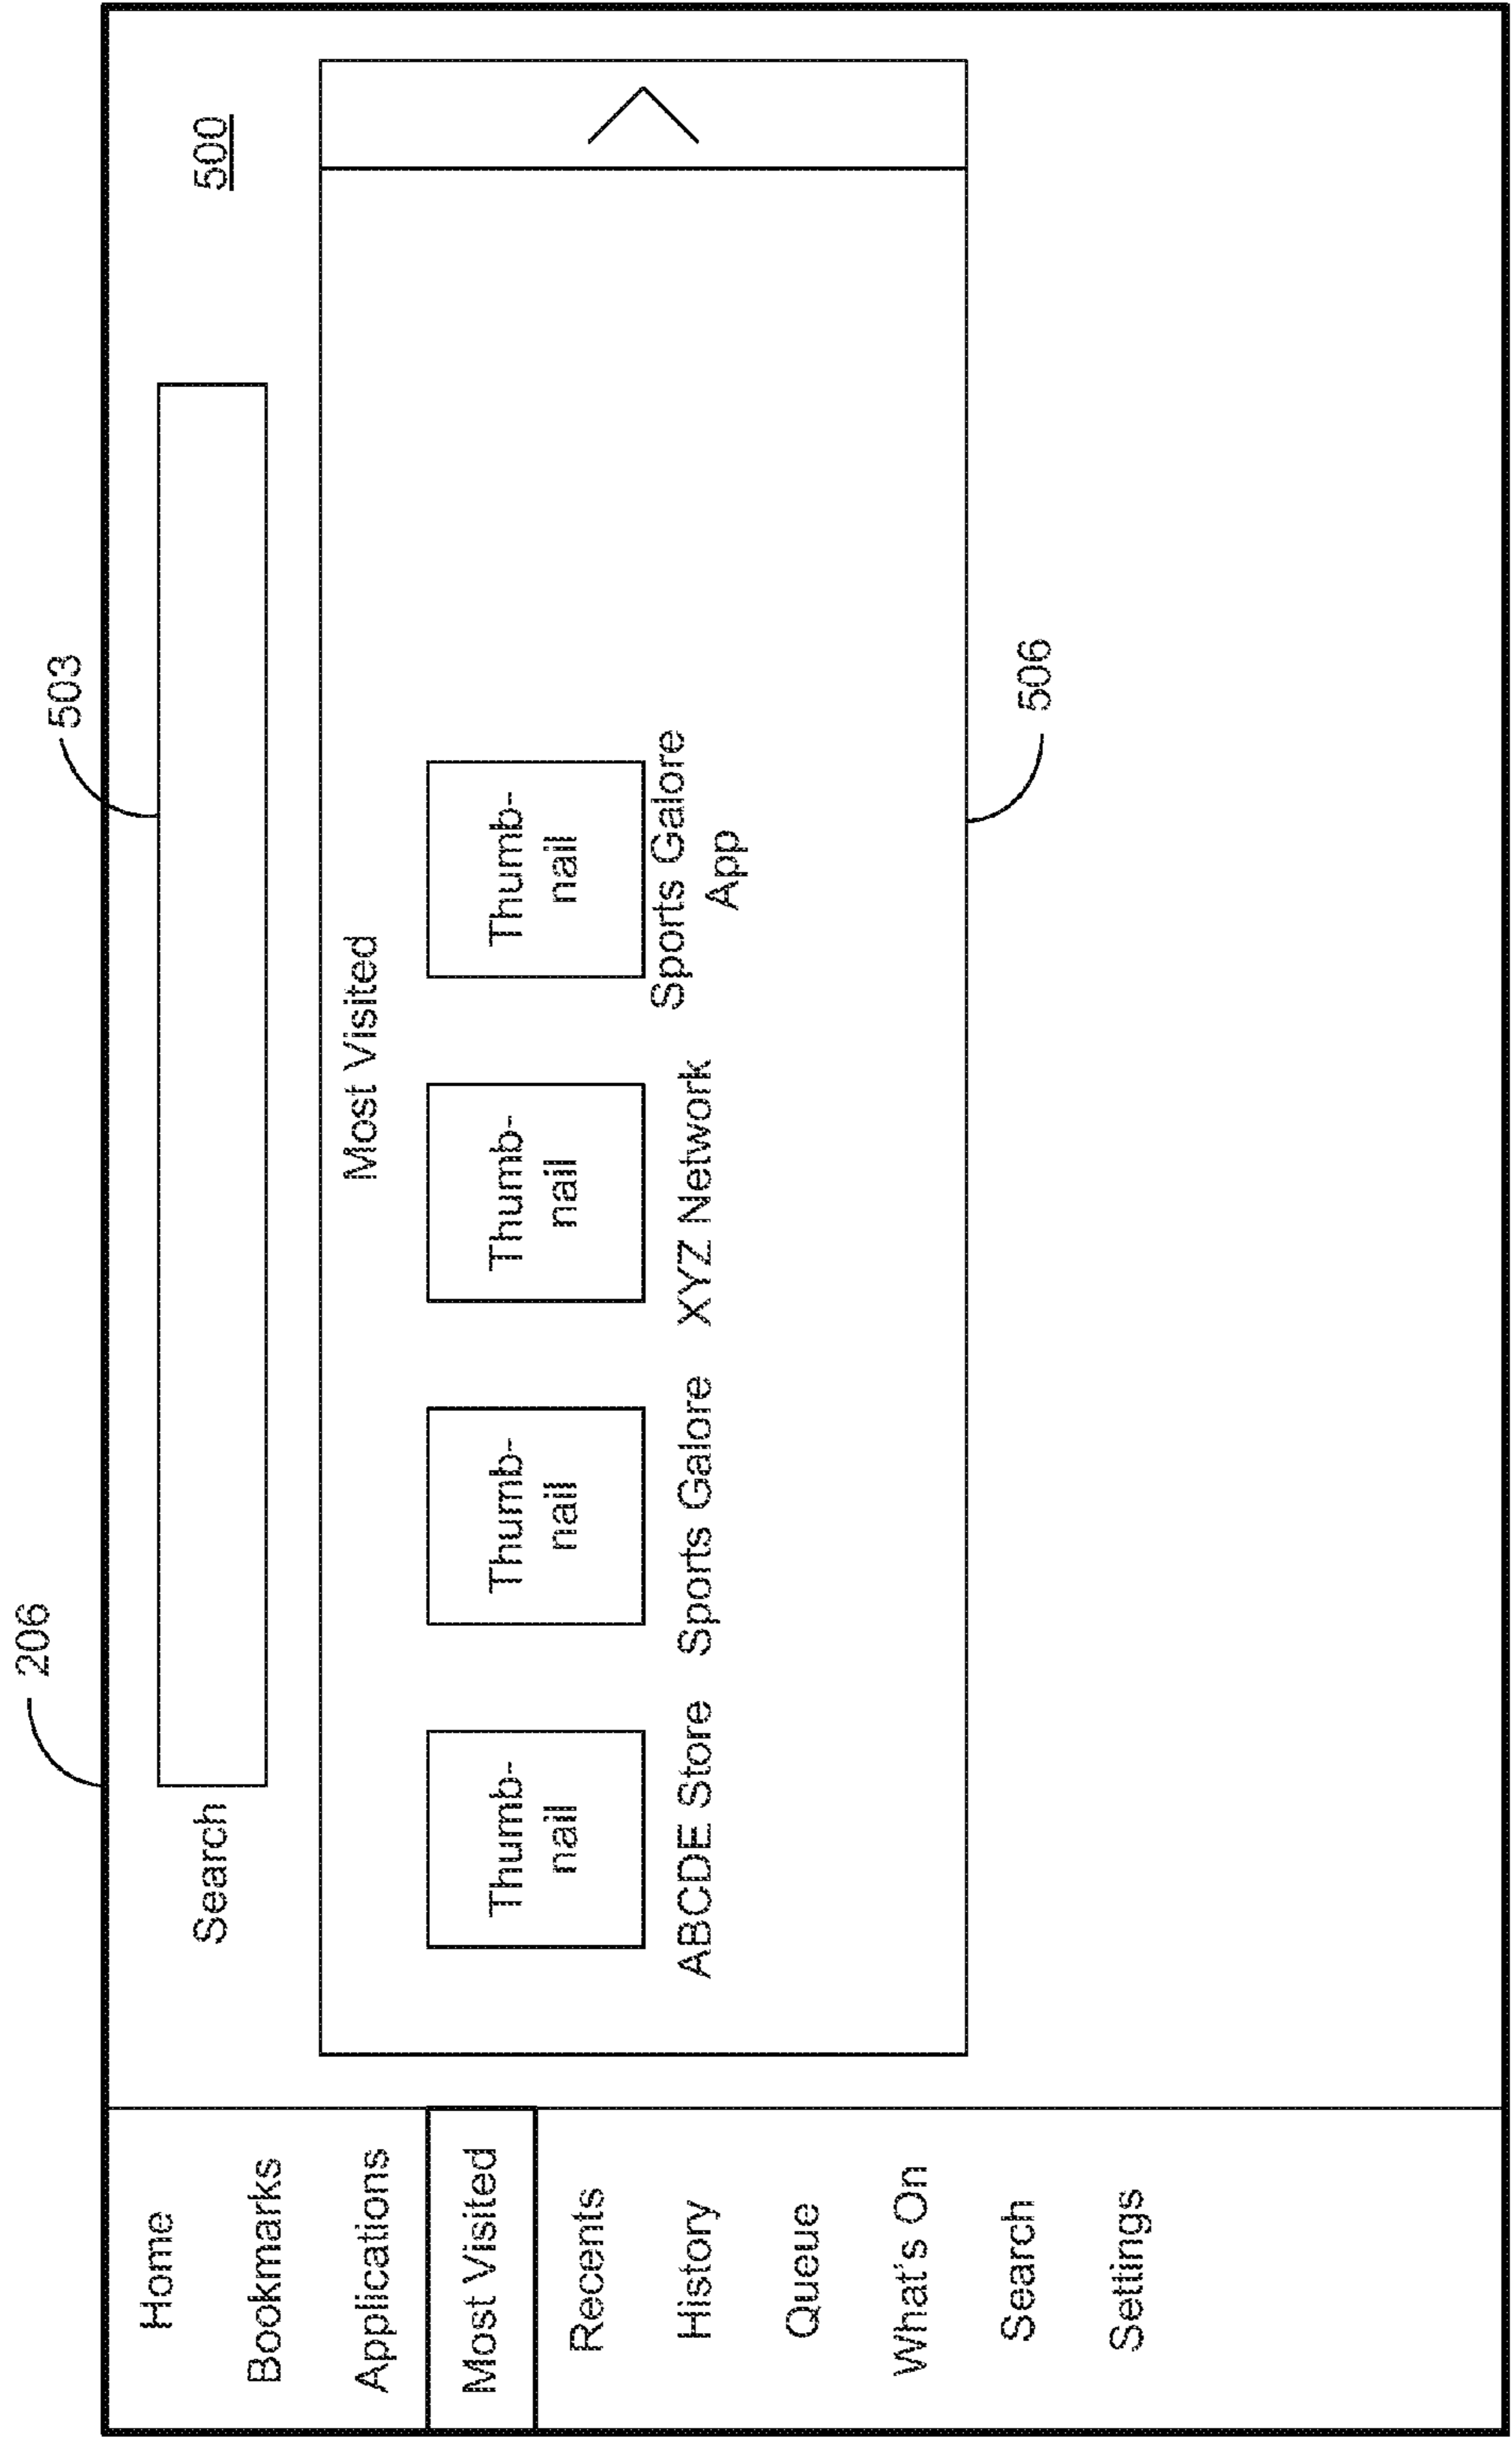 206
503
500
Home
Bookmarks
Applications
Most Visited
Recents
History
Queue
What's On
Search
Settings
Search
Most Visited
Thumb-
nail
ABCDE Store
Thumb-
nail
Sports Galore
Thumb-
nail
XYZ Network
Thumb-
nail
Sports Galore
App
506